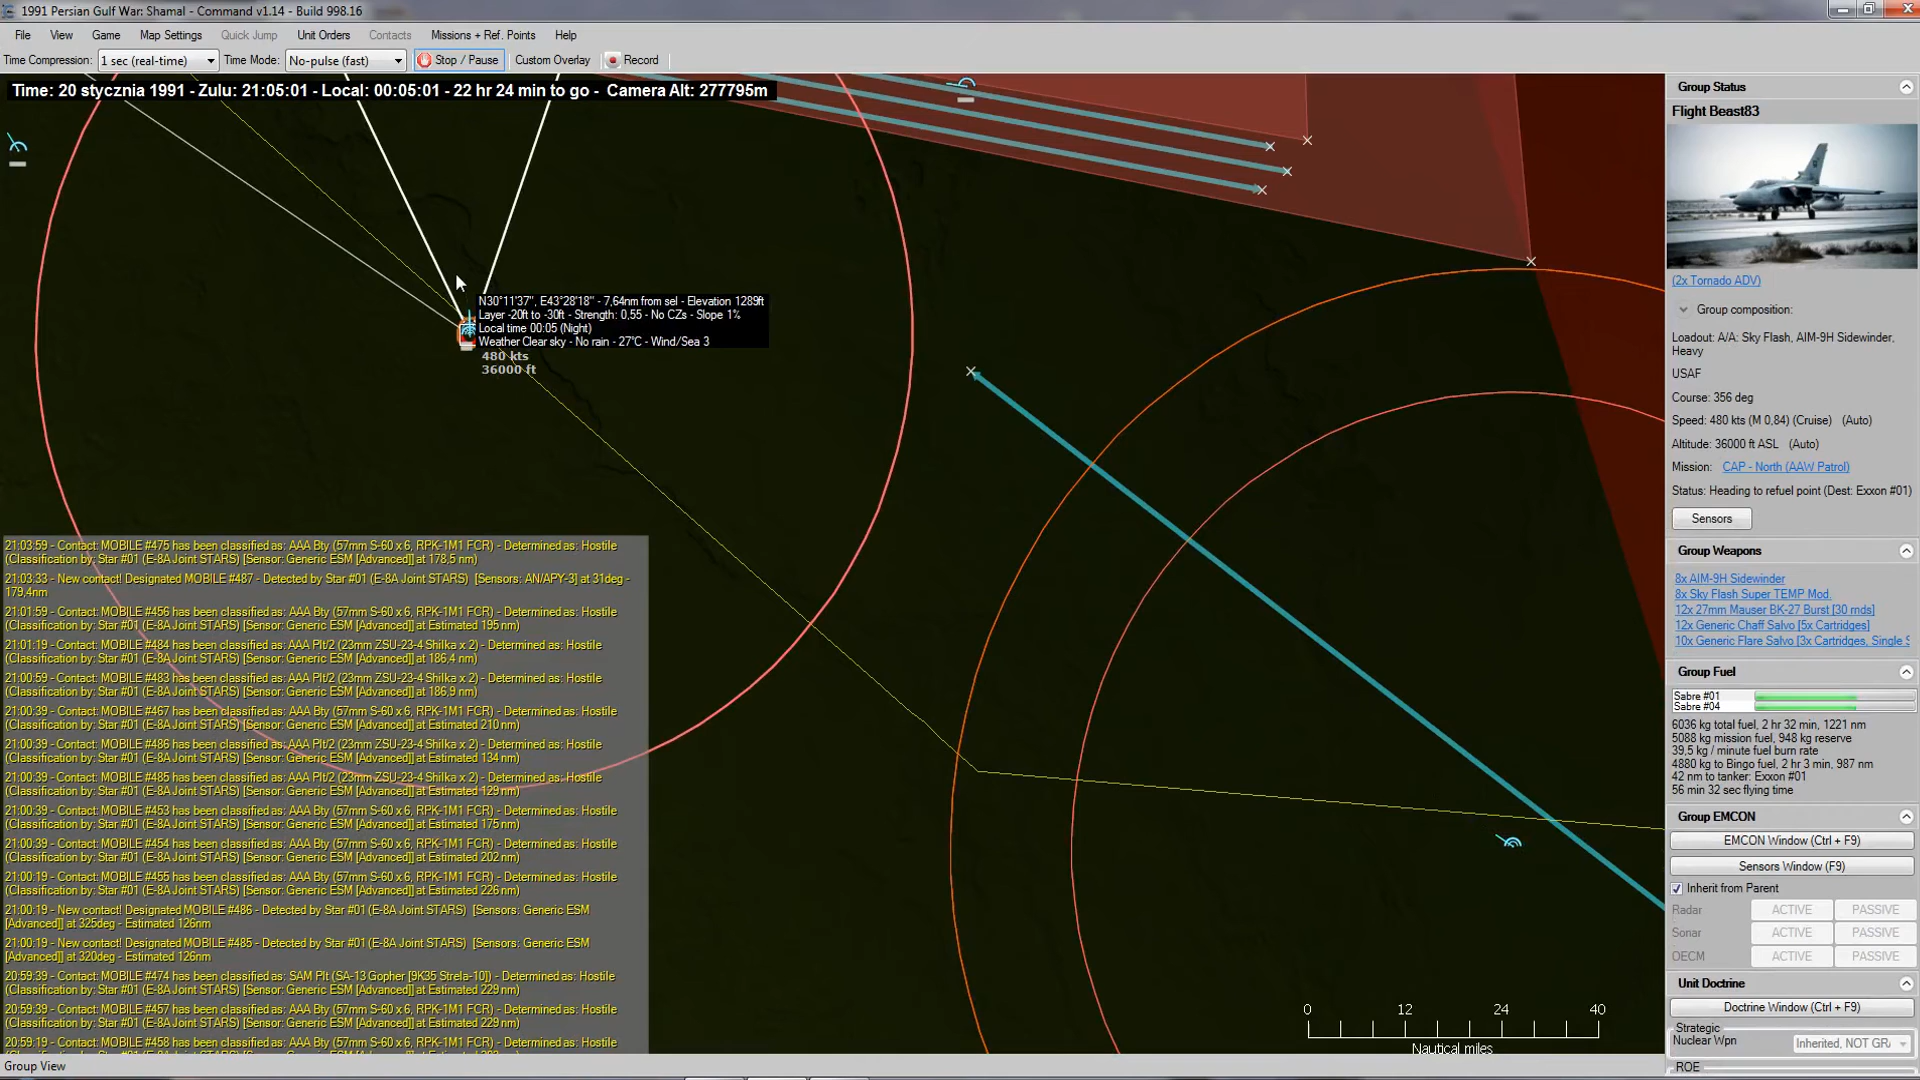 1991 Persian Gulf War: Shamal - Command v1.14 - Build 998.16
File View Game Map Settings Quick Jump Unit Orders Contacts Missions + Ref. Points Help
Time Compression: 1 sec (real-time) Time Mode: No-pulse (fast) Stop / Pause Custom Overlay Record
Time: 20 stycznia 1991 - Zulu: 21:05:01 - Local: 00:05:01 - 22 hr 24 min to go - Camera Alt: 277795m
N30°11'37", E43°28'18" - 7,64nm from sel - Elevation 1289ft
Layer -20ft to -30ft - Strength: 0,55 - No CZs - Slope 1%
Local time 00:05 (Night)
Weather Clear sky - No rain - 27°C - Wind/Sea 3
480 kts
36000 ft
21:03:59 - Contact: MOBILE #475 has been classified as: AAA Bty (57mm S-60 x 6, RPK-1M1 FCR) - Determined as: Hostile
(Classification by: Star #01 (E-8A Joint STARS) [Sensor: Generic ESM [Advanced]] at 178,5 nm)
21:03:33 - New contact! Designated MOBILE #487 - Detected by Star #01 (E-8A Joint STARS) [Sensors: AN/APY-3] at 31deg -
179,4nm
21:01:59 - Contact: MOBILE #456 has been classified as: AAA Bty (57mm S-60 x 6, RPK-1M1 FCR) - Determined as: Hostile
(Classification by: Star #01 (E-8A Joint STARS) [Sensor: Generic ESM [Advanced]] at Estimated 195 nm)
21:01:19 - Contact: MOBILE #484 has been classified as: AAA Plt/2 (23mm ZSU-23-4 Shilka x 2) - Determined as: Hostile
(Classification by: Star #01 (E-8A Joint STARS) [Sensor: Generic ESM [Advanced]] at 186,4 nm)
21:00:59 - Contact: MOBILE #483 has been classified as: AAA Plt/2 (23mm ZSU-23-4 Shilka x 2) - Determined as: Hostile
(Classification by: Star #01 (E-8A Joint STARS) [Sensor: Generic ESM [Advanced]] at 186,9 nm)
21:00:39 - Contact: MOBILE #467 has been classified as: AAA Bty (57mm S-60 x 6, RPK-1M1 FCR) - Determined as: Hostile
(Classification by: Star #01 (E-8A Joint STARS) [Sensor: Generic ESM [Advanced]] at Estimated 210 nm)
21:00:39 - Contact: MOBILE #486 has been classified as: AAA Plt/2 (23mm ZSU-23-4 Shilka x 2) - Determined as: Hostile
(Classification by: Star #01 (E-8A Joint STARS) [Sensor: Generic ESM [Advanced]] at Estimated 134 nm)
21:00:39 - Contact: MOBILE #485 has been classified as: AAA Plt/2 (23mm ZSU-23-4 Shilka x 2) - Determined as: Hostile
(Classification by: Star #01 (E-8A Joint STARS) [Sensor: Generic ESM [Advanced]] at Estimated 129 nm)
21:00:39 - Contact: MOBILE #453 has been classified as: AAA Bty (57mm S-60 x 6, RPK-1M1 FCR) - Determined as: Hostile
(Classification by: Star #01 (E-8A Joint STARS) [Sensor: Generic ESM [Advanced]] at Estimated 175 nm)
21:00:39 - Contact: MOBILE #454 has been classified as: AAA Bty (57mm S-60 x 6, RPK-1M1 FCR) - Determined as: Hostile
(Classification by: Star #01 (E-8A Joint STARS) [Sensor: Generic ESM [Advanced]] at Estimated 202 nm)
21:00:19 - Contact: MOBILE #455 has been classified as: AAA Bty (57mm S-60 x 6, RPK-1M1 FCR) - Determined as: Hostile
(Classification by: Star #01 (E-8A Joint STARS) [Sensor: Generic ESM [Advanced]] at Estimated 226 nm)
21:00:19 - New contact! Designated MOBILE #486 - Detected by Star #01 (E-8A Joint STARS) [Sensors: Generic ESM
[Advanced]] at 325deg - Estimated 126nm
21:00:19 - New contact! Designated MOBILE #485 - Detected by Star #01 (E-8A Joint STARS) [Sensors: Generic ESM
[Advanced]] at 320deg - Estimated 126nm
20:59:39 - Contact: MOBILE #474 has been classified as: SAM Plt (SA-13 Gopher [9K35 Strela-10]) - Determined as: Hostile
(Classification by: Star #01 (E-8A Joint STARS) [Sensor: Generic ESM [Advanced]] at Estimated 229 nm)
20:59:39 - Contact: MOBILE #457 has been classified as: AAA Bty (57mm S-60 x 6, RPK-1M1 FCR) - Determined as: Hostile
(Classification by: Star #01 (E-8A Joint STARS) [Sensor: Generic ESM [Advanced]] at Estimated 223 nm)
20:59:19 - Contact: MOBILE #458 has been classified as: AAA Bty (57mm S-60 x 6, RPK-1M1 FCR) - Determined as: Hostile
0 12 24 40
Nautical miles
Group View
Group Status
Flight Beast83
(2x Tornado ADV)
Group composition:
Loadout: A/A: Sky Flash, AIM-9H Sidewinder,
Heavy
USAF
Course: 356 deg
Speed: 480 kts (M 0,84) (Cruise) (Auto)
Altitude: 36000 ft ASL (Auto)
Mission: CAP - North (AAW Patrol)
Status: Heading to refuel point (Dest: Exxon #01)
Sensors
Group Weapons
8x AIM-9H Sidewinder
8x Sky Flash Super TEMP Mod.
12x 27mm Mauser BK-27 Burst [30 rnds]
12x Generic Chaff Salvo [5x Cartridges]
10x Generic Flare Salvo [3x Cartridges, Single S
Group Fuel
Sabre #01
Sabre #04
6036 kg total fuel, 2 hr 32 min, 1221 nm
5088 kg mission fuel, 948 kg reserve
39,5 kg / minute fuel burn rate
4880 kg to Bingo fuel, 2 hr 3 min, 987 nm
42 nm to tanker: Exxon #01
56 min 32 sec flying time
Group EMCON
EMCON Window (Ctrl + F9)
Sensors Window (F9)
Inherit from Parent
Radar ACTIVE PASSIVE
Sonar ACTIVE PASSIVE
OECM ACTIVE PASSIVE
Unit Doctrine
Doctrine Window (Ctrl + F9)
Strategic
Nuclear Wpn Inherited, NOT GR
ROE